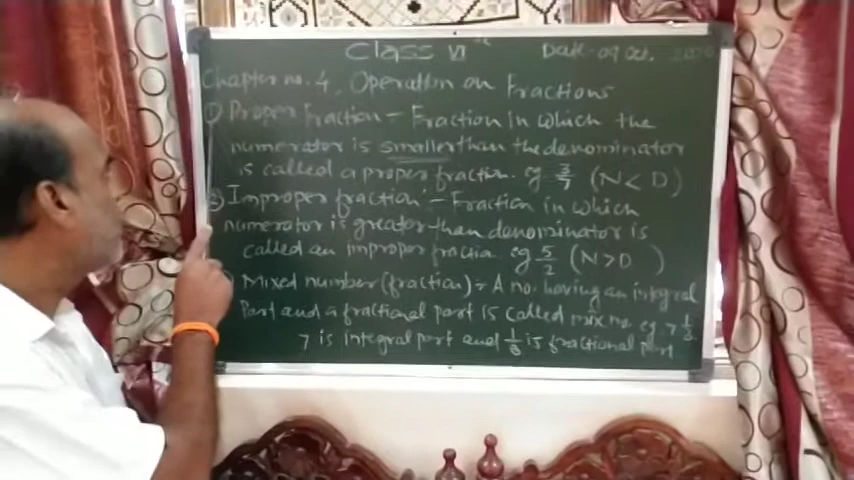 Class VI th Date - 09 Oct. 2020
Chapter no. 4, Operation on Fractions
① Proper fraction - Fraction in which the
numerator is smaller than the denominator
is called a proper fraction. eg 3/7 (N < D)
② Improper fraction - Fraction in which
numerator is greater than denominator is
called an improper fraction. eg 5/2 (N > D)
Mixed number (fraction) = A no. having an integral
Part and a fractional part is called mix no. eg 7 1/8
7 is integral part and 1/8 is fractional part